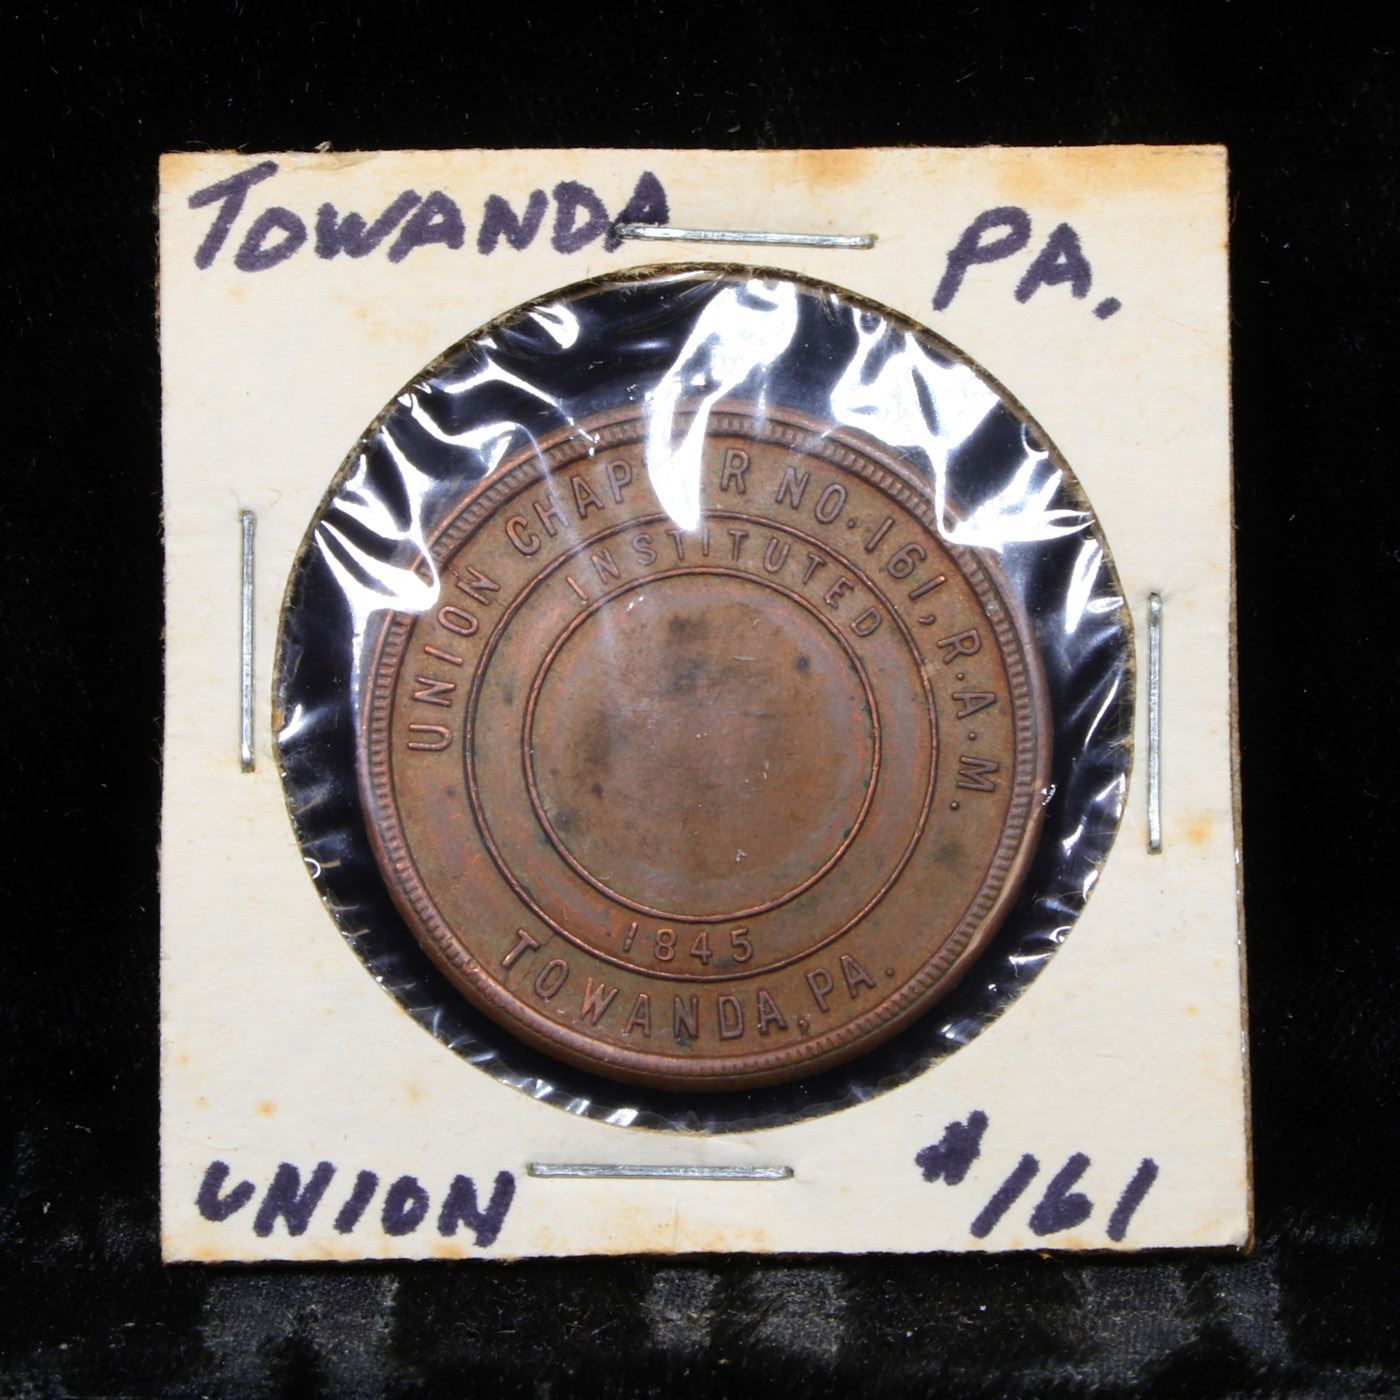 TOWANDA PA.
UNION CHAPTER NO. 161, R.A.M.
INSTITUTED
1845
TOWANDA, PA.
UNION #161